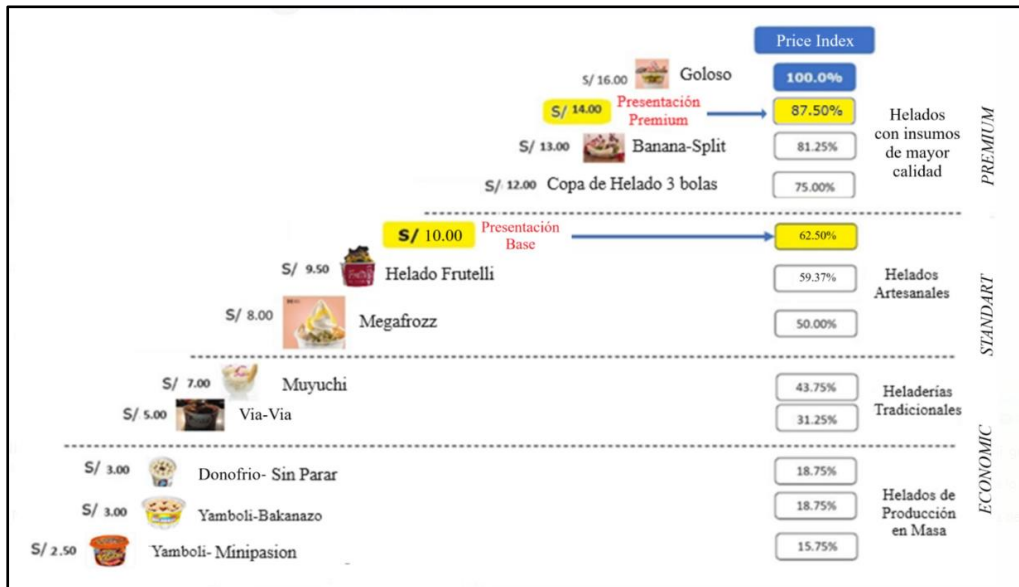 Price Index
S/ 16.00 Goloso 100.0%
S/ 14.00 Presentación Premium 87.50%
S/ 13.00 Banana-Split 81.25%
S/ 12.00 Copa de Helado 3 bolas 75.00%
Helados
con insumos
de mayor
calidad
PREMIUM
S/ 10.00 Presentación Base 62.50%
S/ 9.50 Helado Frutelli 59.37%
S/ 8.00 Megafrozz 50.00%
Helados
Artesanales
STANDART
S/ 7.00 Muyuchi 43.75%
S/ 5.00 Via-Via 31.25%
Heladerías
Tradicionales
S/ 3.00 Donofrio- Sin Parar 18.75%
S/ 3.00 Yamboli-Bakanazo 18.75%
S/ 2.50 Yamboli- Minipasion 15.75%
Helados de
Producción
en Masa
ECONOMIC